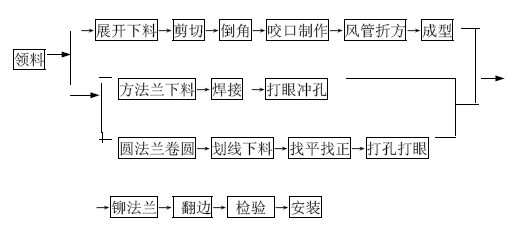 展开下料 剪切 倒角 咬口制作 风管折方 成型
领料
方法兰下料 焊接 打眼冲孔
圆法兰卷圆 划线下料 找平找正 打孔打眼
铆法兰 翻边 检验 安装